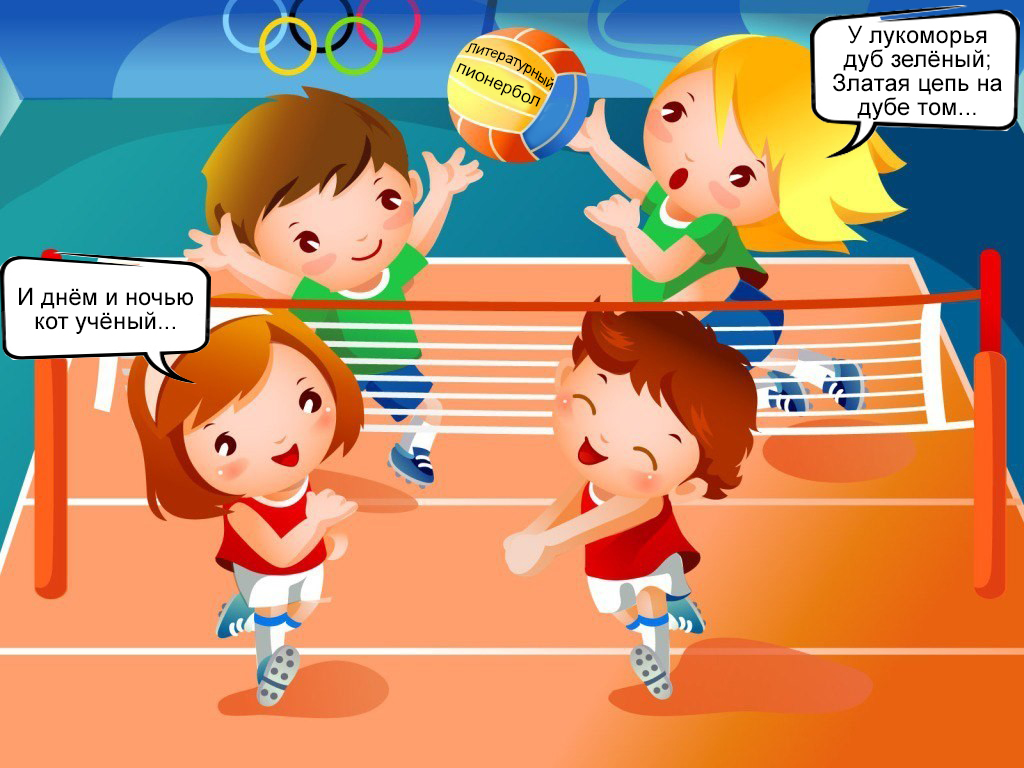 Литературный
пионербол
У лукоморья
дуб зелёный;
Златая цепь на
дубе том...
И днём и ночью
кот учёный...